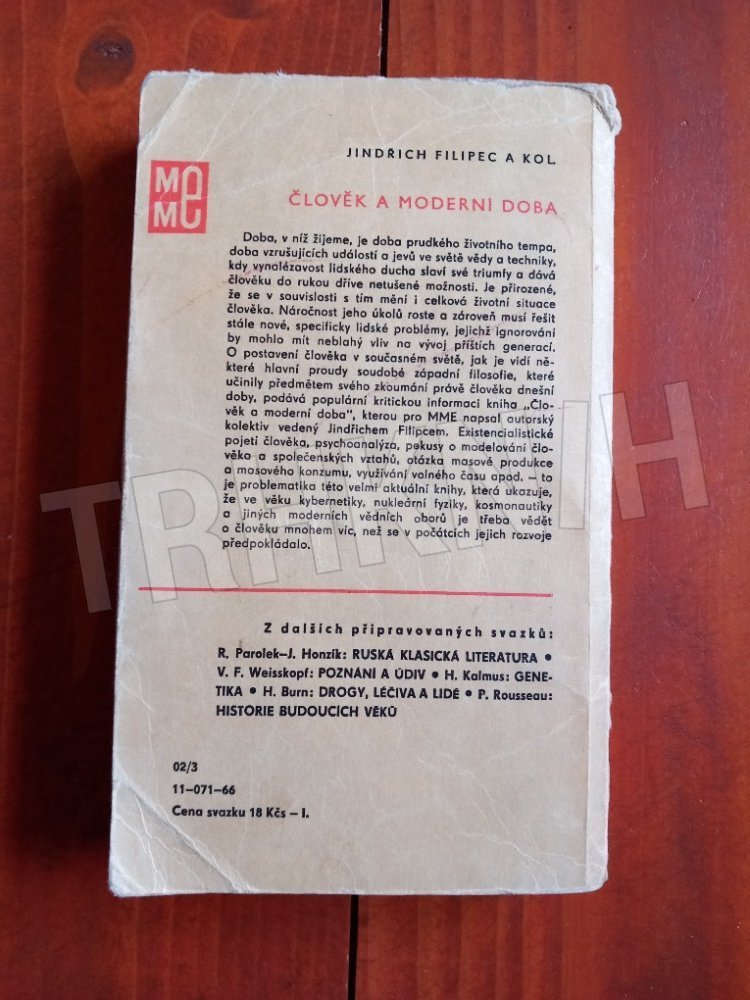 JINDŘICH FILIPEC A KOL.
MAME
ČLOVĚK A MODERNÍ DOBA
Doba, v níž žijeme, je doba prudkého životního tempa,
doba vzrušujících událostí a jevů ve světě vědy a techniky,
kdy vynalézavost lidského ducha slaví své triumfy a dává
člověku do rukou dříve netušené možnosti. Je přirozené,
že se v souvislosti s tím mění i celková životní situace
člověka. Náročnost jeho úkolů roste a zároveň musí řešit
stále nové, specificky lidské problémy, jejichž ignorování
by mohlo mít neblahý vliv na vývoj příštích generací.
O postavení člověka v současném světě, jak je vidí ně-
které hlavní proudy soudobé západní filosofie, které
učinily předmětem svého zkoumání právě člověka dnešní
doby, podává populární kritickou informaci kniha „Člo-
věk a moderní doba", kterou pro MME napsal autorský
kolektiv vedený Jindřichem Filipcem. Existencialistické
pojetí člověka, psychoanalýza, pokusy o modelování člo-
věka a společenských vztahů, otázka masové produkce
a masového konzumu, využívání volného času apod. – to
je problematika této velmi aktuální knihy, která ukazuje,
že ve věku kybernetiky, nukleární fyziky, kosmonautiky
a jiných moderních vědních oborů je třeba vědět
o člověku mnohem víc, než se v počátcích jejich rozvoje
předpokládalo.
TRHKNIH
Z dalších připravovaných svazků:
R. Parolek–J. Honzík: RUSKÁ KLASICKÁ LITERATURA •
V. F. Weisskopf: POZNÁNÍ A ÚDIV • H. Kalmus: GENE-
TIKA • H. Burn: DROGY, LÉČIVA A LIDÉ • P. Rousseau:
HISTORIE BUDOUCÍCH VĚKŮ
02/3
11–071–66
Cena svazku 18 Kčs – I.